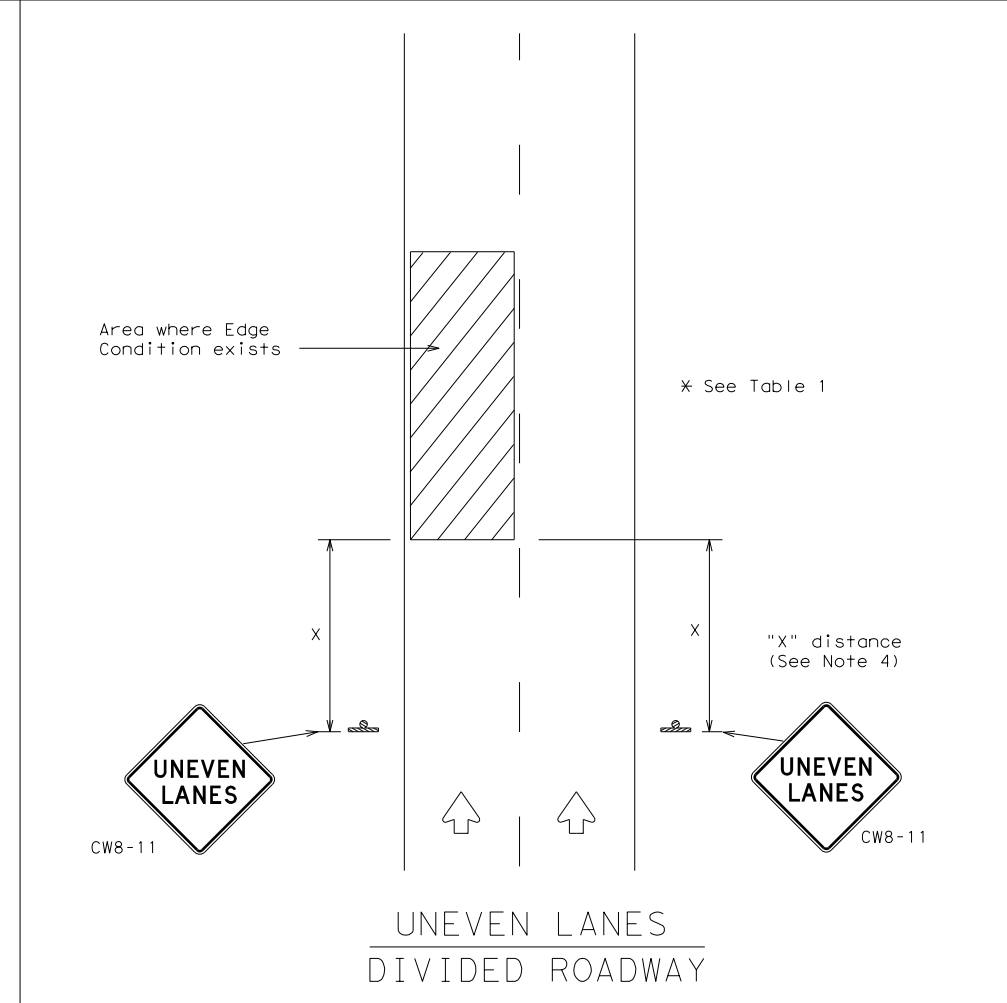 Area where Edge
Condition exists
* See Table 1
X
X
"X" distance
(See Note 4)
UNEVEN
LANES
CW8-11
UNEVEN
LANES
CW8-11
UNEVEN LANES
DIVIDED ROADWAY